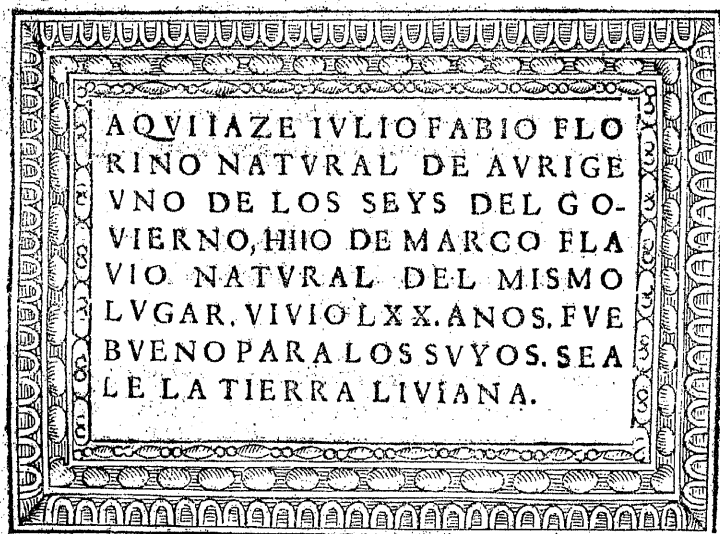 AQVI IAZE IVLIO FABIO FLO
RINO NATVRAL DE AVRIGE
VNO DE LOS SEYS DEL GO-
VIERNO, HIIO DE MARCO FLA
VIO NATVRAL DEL MISMO
LVGAR. VIVIO LXX. ANOS. FVE
BVENO PARA LOS SVYOS. SEA
LE LA TIERRA LIVIANA.